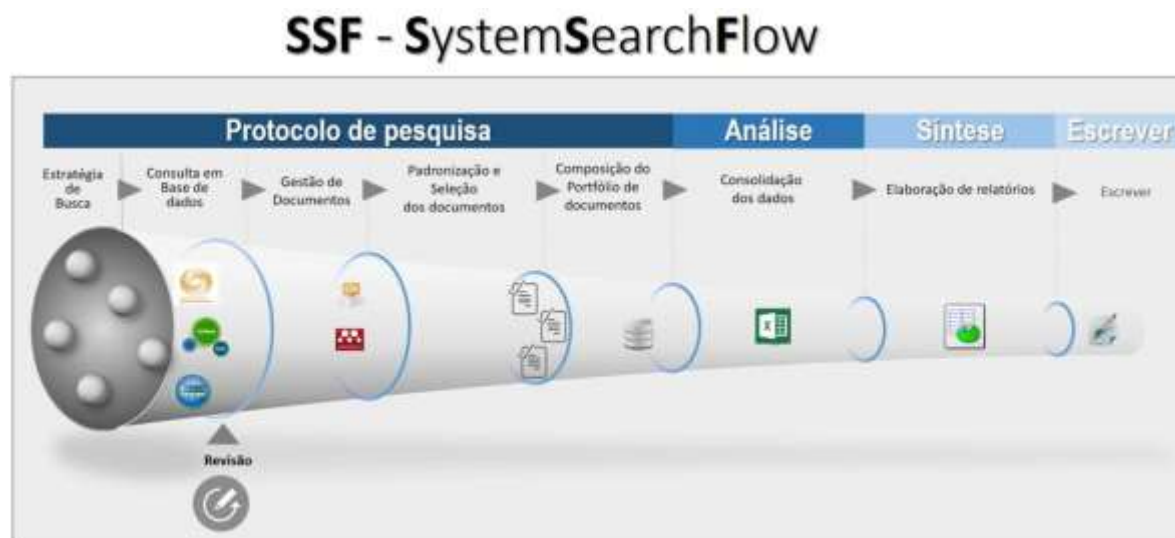 SSF - SystemSearchFlow
Protocolo de pesquisa
Análise
Síntese
Escrever
Estratégia
de
Busca
Consulta em
Base de
dados
Gestão de
Documentos
Padronização e
Seleção
dos documentos
Composição do
Portfólio de
documentos
Consolidação
dos dados
Elaboração de relatórios
Escrever
Revisão